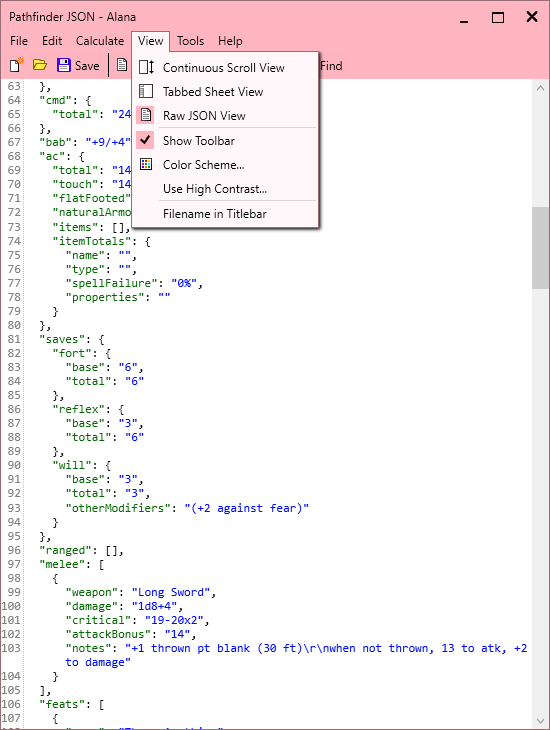 Pathfinder JSON - Alana
File Edit Calculate View Tools Help
Save Find
Continuous Scroll View
Tabbed Sheet View
Raw JSON View
Show Toolbar
Color Scheme...
Use High Contrast...
Filename in Titlebar
63 },
64 "cmd": {
65 "total": "24
66 },
67 "bab": "+9/+4"
68 "ac": {
69 "total": "14
70 "touch": "14
71 "flatFooted"
72 "naturalArmo
73 "items": [],
74 "itemTotals": {
75 "name": "",
76 "type": "",
77 "spellFailure": "0%",
78 "properties": ""
79 }
80 },
81 "saves": {
82 "fort": {
83 "base": "6",
84 "total": "6"
85 },
86 "reflex": {
87 "base": "3",
88 "total": "6"
89 },
90 "will": {
91 "base": "3",
92 "total": "3",
93 "otherModifiers": "(+2 against fear)"
94 }
95 },
96 "ranged": [],
97 "melee": [
98 {
99 "weapon": "Long Sword",
100 "damage": "1d8+4",
101 "critical": "19-20x2",
102 "attackBonus": "14",
103 "notes": "+1 thrown pt blank (30 ft)\r\nwhen not thrown, 13 to atk, +2
to damage"
104 }
105 ],
106 "feats": [
107 {
108